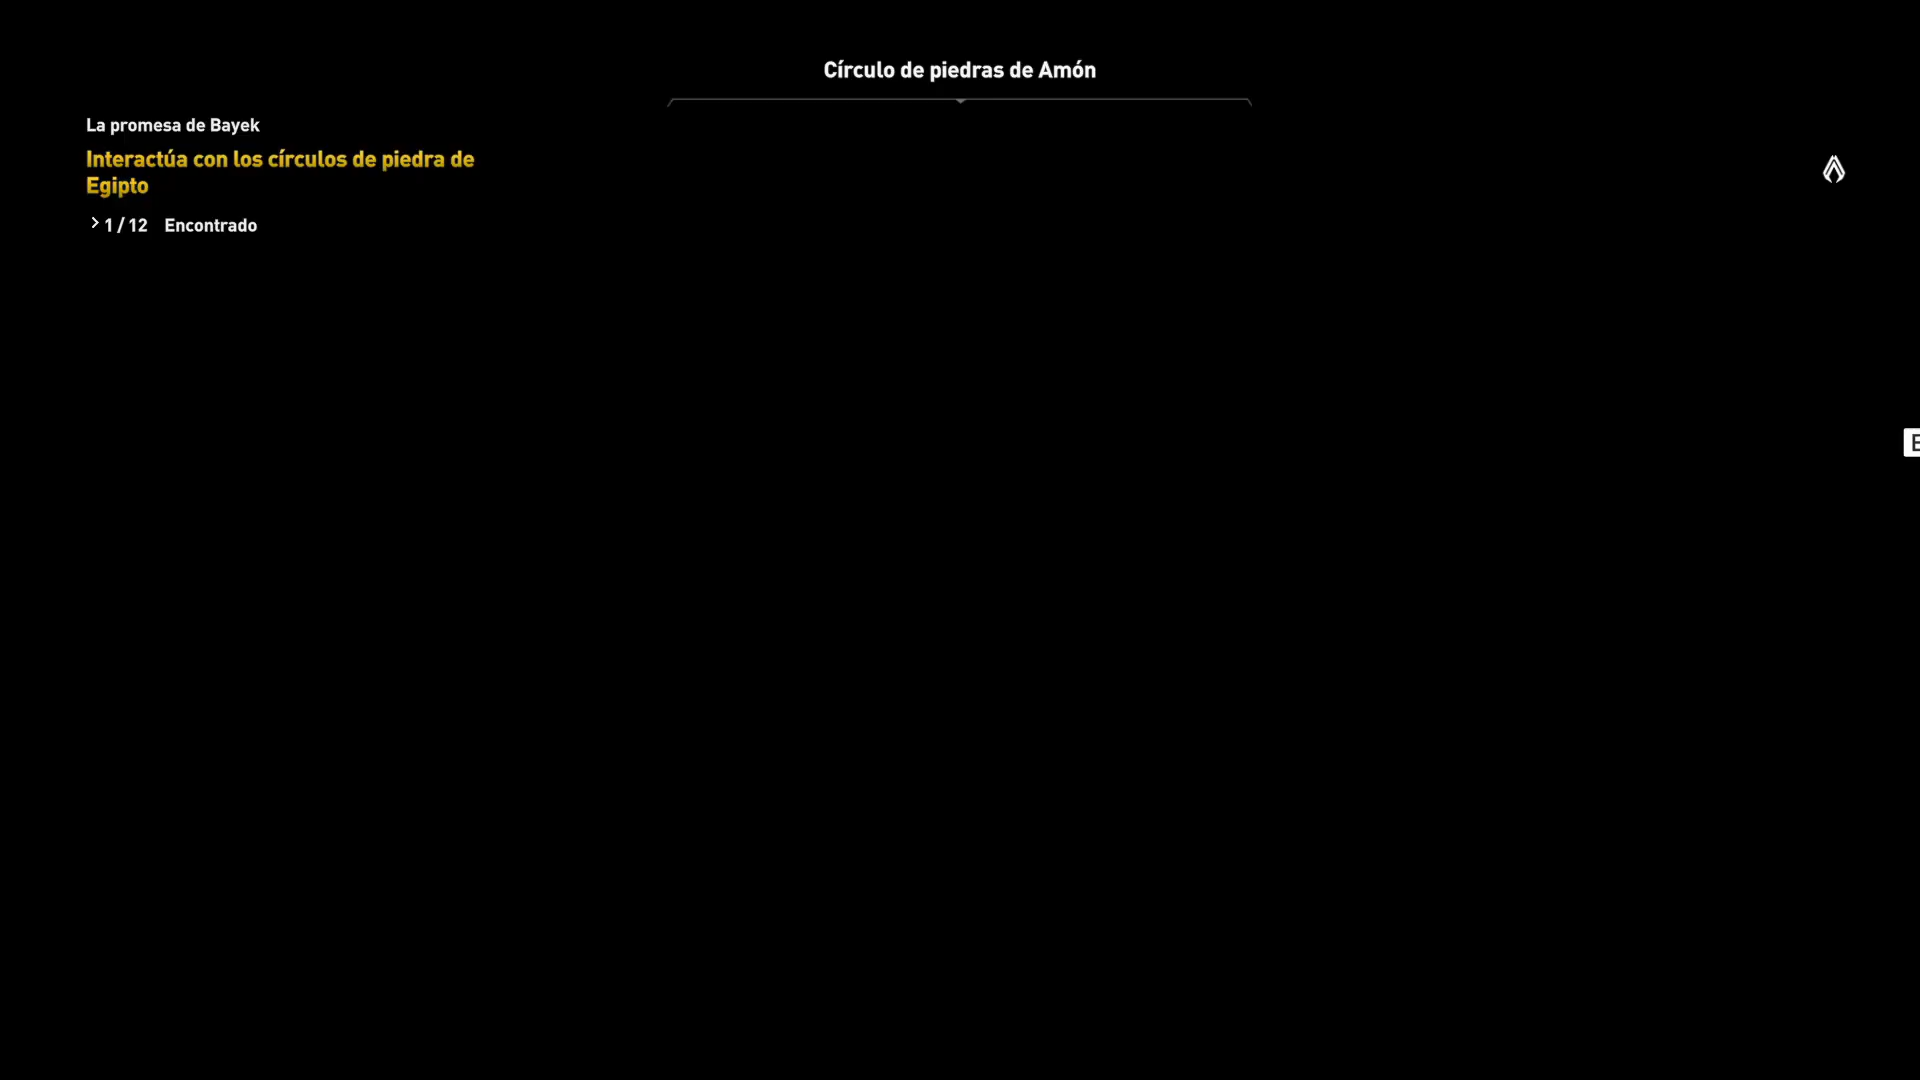 Círculo de piedras de Amón
La promesa de Bayek
Interactúa con los círculos de piedra de
Egipto
1 / 12 Encontrado
E